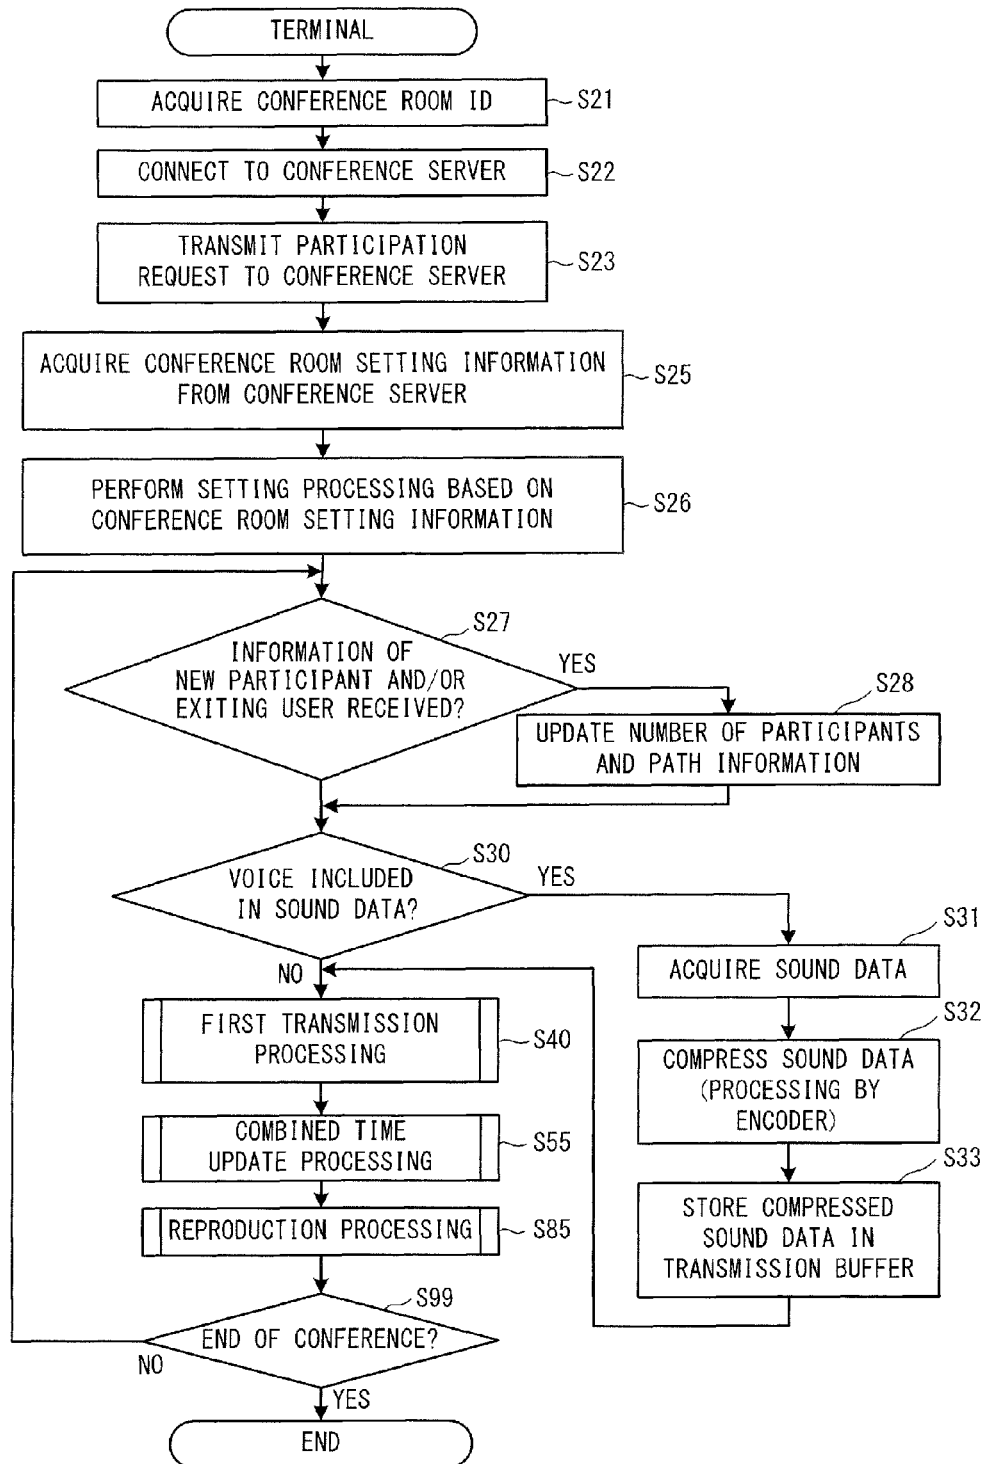 TERMINAL
ACQUIRE CONFERENCE ROOM ID
S21
CONNECT TO CONFERENCE SERVER
S22
TRANSMIT PARTICIPATION
REQUEST TO CONFERENCE SERVER
S23
ACQUIRE CONFERENCE ROOM SETTING INFORMATION
FROM CONFERENCE SERVER
S25
PERFORM SETTING PROCESSING BASED ON
CONFERENCE ROOM SETTING INFORMATION
S26
S27
INFORMATION OF
NEW PARTICIPANT AND/OR
EXITING USER RECEIVED?
YES
S28
UPDATE NUMBER OF PARTICIPANTS
AND PATH INFORMATION
S30
VOICE INCLUDED
IN SOUND DATA?
YES
NO
S31
ACQUIRE SOUND DATA
S32
COMPRESS SOUND DATA
(PROCESSING BY
ENCODER)
S33
STORE COMPRESSED
SOUND DATA IN
TRANSMISSION BUFFER
FIRST TRANSMISSION
PROCESSING
S40
COMBINED TIME
UPDATE PROCESSING
S55
REPRODUCTION PROCESSING
S85
S99
END OF CONFERENCE?
NO
YES
END